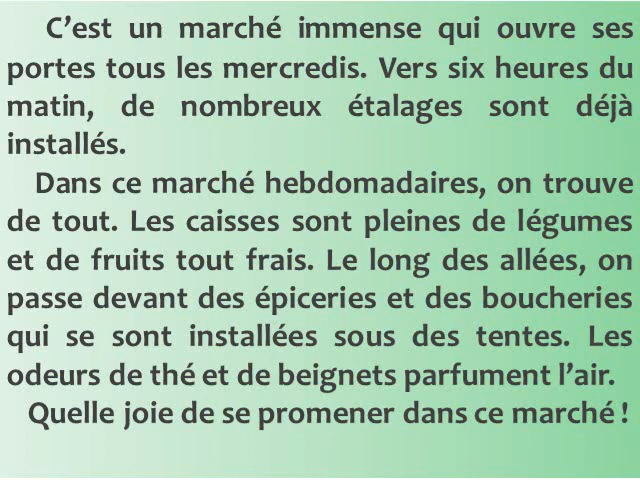 C’est un marché immense qui ouvre ses
portes tous les mercredis. Vers six heures du
matin, de nombreux étalages sont déjà
installés.
Dans ce marché hebdomadaires, on trouve
de tout. Les caisses sont pleines de légumes
et de fruits tout frais. Le long des allées, on
passe devant des épiceries et des boucheries
qui se sont installées sous des tentes. Les
odeurs de thé et de beignets parfument l’air.
Quelle joie de se promener dans ce marché !